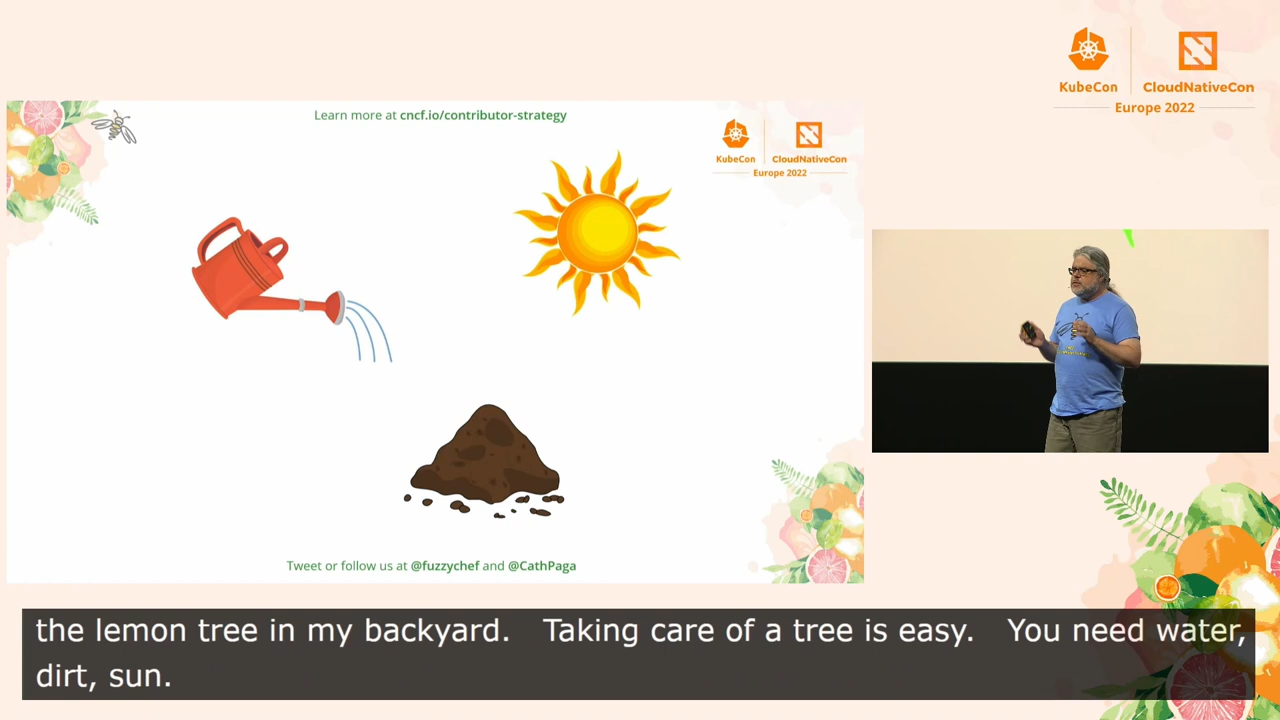 KubeCon
CloudNativeCon
Europe 2022
Learn more at cncf.io/contributor-strategy
KubeCon
CloudNativeCon
Europe 2022
Tweet or follow us at @fuzzychef and @CathPaga
the lemon tree in my backyard. Taking care of a tree is easy. You need water,
dirt, sun.